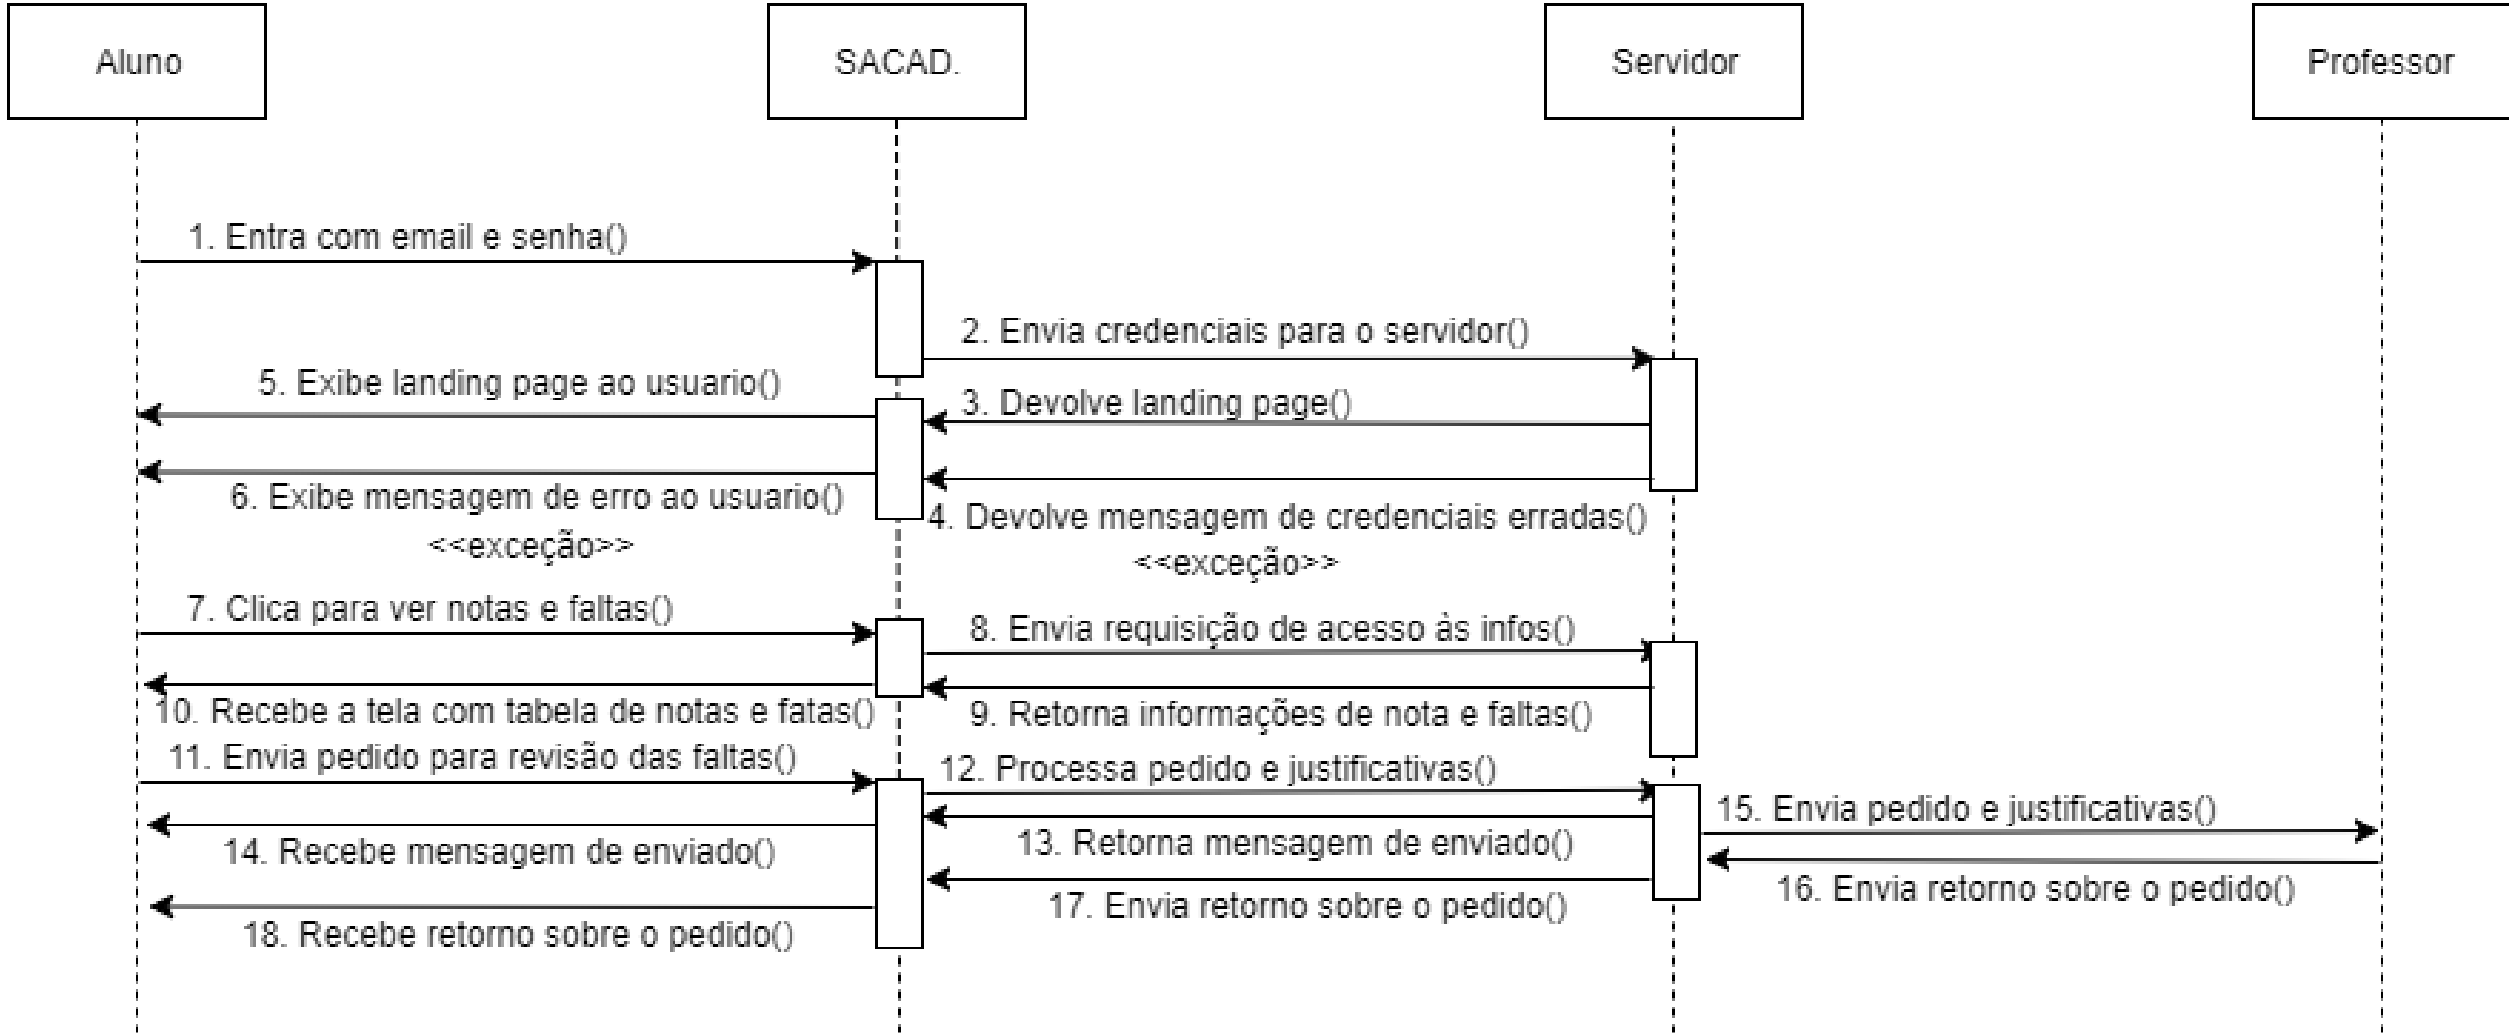 Aluno
SACAD.
Servidor
Professor
1. Entra com email e senha()
2. Envia credenciais para o servidor()
5. Exibe landing page ao usuario()
3. Devolve landing page()
6. Exibe mensagem de erro ao usuario()
<<exceção>>
4. Devolve mensagem de credenciais erradas()
<<exceção>>
7. Clica para ver notas e faltas()
8. Envia requisição de acesso às infos()
10. Recebe a tela com tabela de notas e fatas()
9. Retorna informações de nota e faltas()
11. Envia pedido para revisão das faltas()
12. Processa pedido e justificativas()
15. Envia pedido e justificativas()
14. Recebe mensagem de enviado()
13. Retorna mensagem de enviado()
16. Envia retorno sobre o pedido()
17. Envia retorno sobre o pedido()
18. Recebe retorno sobre o pedido()